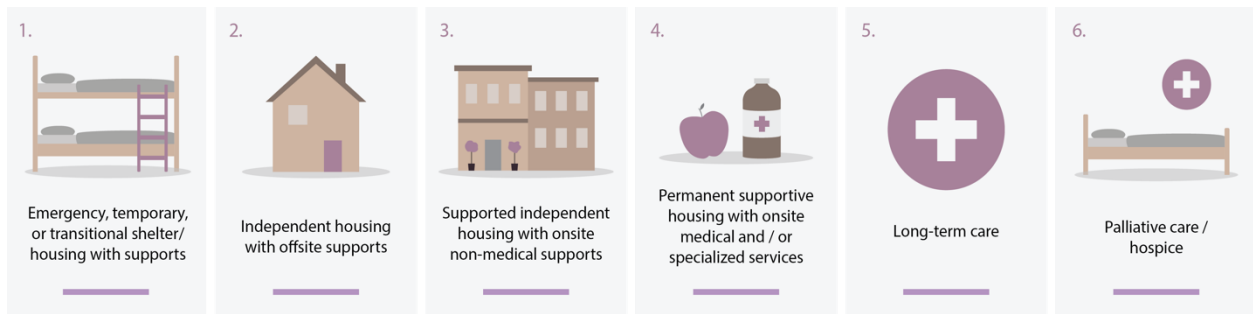 1.
Emergency, temporary,
or transitional shelter/
housing with supports
2.
Independent housing
with offsite supports
3.
Supported independent
housing with onsite
non-medical supports
4.
Permanent supportive
housing with onsite
medical and / or
specialized services
5.
Long-term care
6.
Palliative care /
hospice